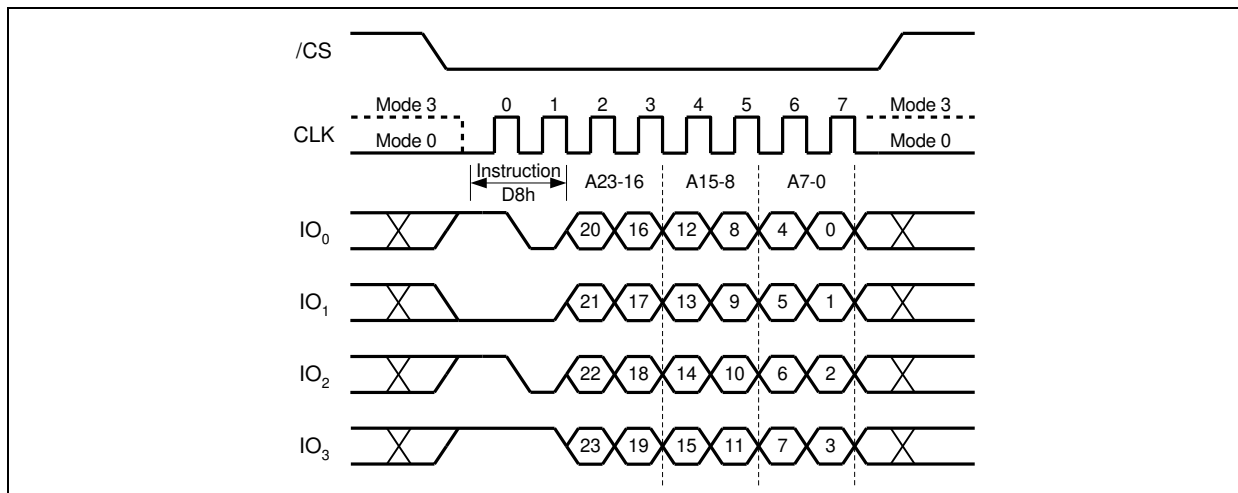 /CS
Mode 3 0 1 2 3 4 5 6 7 Mode 3
CLK
Mode 0 Mode 0
Instruction
D8h
A23-16 A15-8 A7-0
IO0 20 16 12 8 4 0
IO1 21 17 13 9 5 1
IO2 22 18 14 10 6 2
IO3 23 19 15 11 7 3